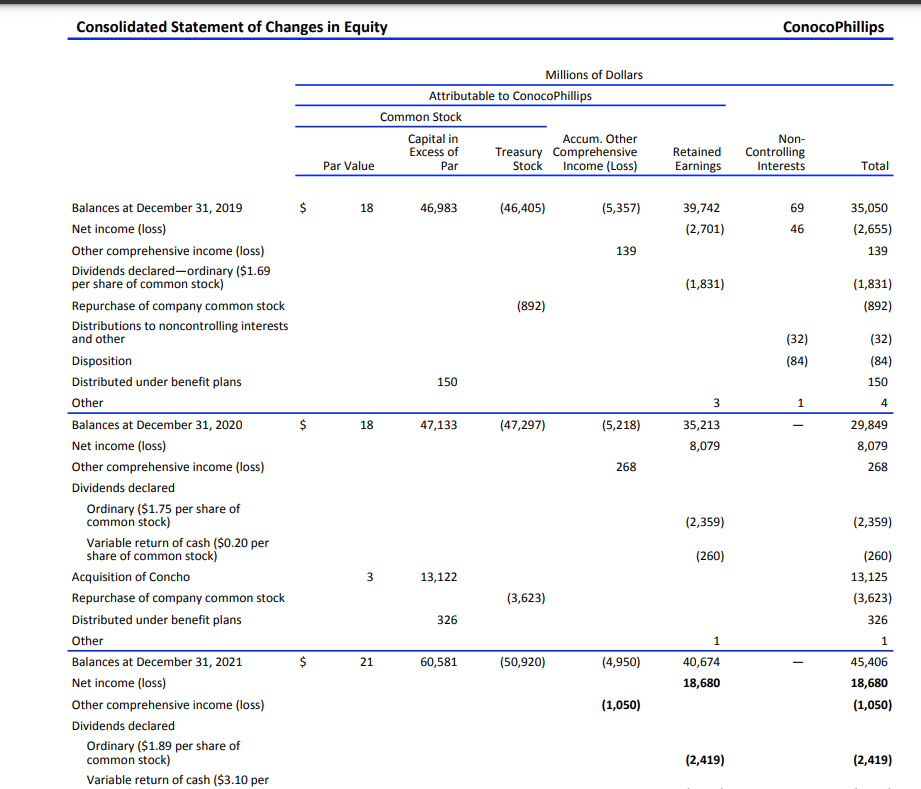 Consolidated Statement of Changes in Equity ConocoPhillips
Millions of Dollars
Attributable to ConocoPhillips
Common Stock
Par Value
Capital in
Excess of
Par
Treasury
Stock
Accum. Other
Comprehensive
Income (Loss)
Retained
Earnings
Non-
Controlling
Interests
Total
Balances at December 31, 2019 $ 18 46,983 (46,405) (5,357) 39,742 69 35,050
Net income (loss) (2,701) 46 (2,655)
Other comprehensive income (loss) 139 139
Dividends declared—ordinary ($1.69
per share of common stock) (1,831) (1,831)
Repurchase of company common stock (892) (892)
Distributions to noncontrolling interests
and other (32) (32)
Disposition (84) (84)
Distributed under benefit plans 150 150
Other 3 1 4
Balances at December 31, 2020 $ 18 47,133 (47,297) (5,218) 35,213 — 29,849
Net income (loss) 8,079 8,079
Other comprehensive income (loss) 268 268
Dividends declared
Ordinary ($1.75 per share of
common stock) (2,359) (2,359)
Variable return of cash ($0.20 per
share of common stock) (260) (260)
Acquisition of Concho 3 13,122 13,125
Repurchase of company common stock (3,623) (3,623)
Distributed under benefit plans 326 326
Other 1 1
Balances at December 31, 2021 $ 21 60,581 (50,920) (4,950) 40,674 — 45,406
Net income (loss) 18,680 18,680
Other comprehensive income (loss) (1,050) (1,050)
Dividends declared
Ordinary ($1.89 per share of
common stock) (2,419) (2,419)
Variable return of cash ($3.10 per